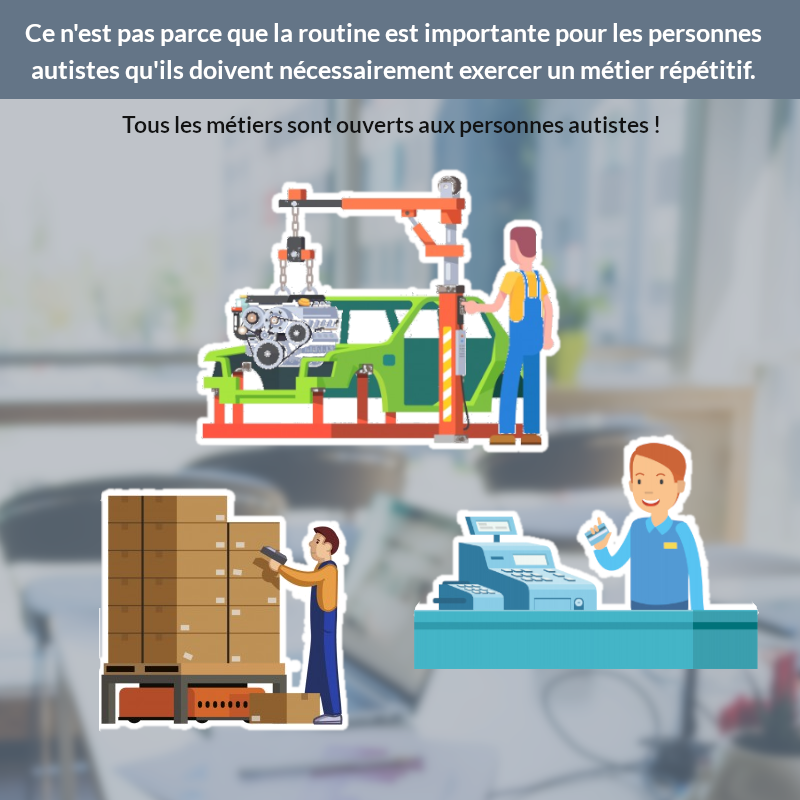 Ce n'est pas parce que la routine est importante pour les personnes
autistes qu'ils doivent nécessairement exercer un métier répétitif.
Tous les métiers sont ouverts aux personnes autistes !